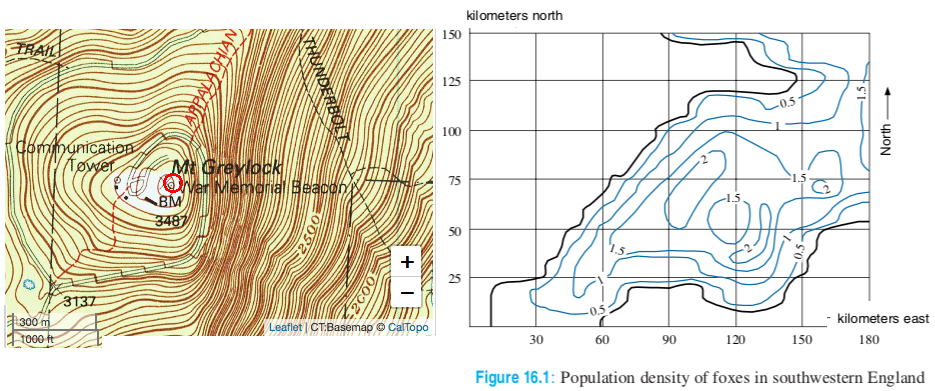 TRAIL
APPALACHIAN
THUNDERBOLT
Communication
Tower
Mt Greylock
War Memorial Beacon
BM
3487
2500
3137
2000
+
−
300 m
1000 ft
Leaflet | CT:Basemap © CalTopo
kilometers north
150
125
100
75
50
25
0.5
1
1.5
2
1.5
1.5
2
2
1
0.5
1.5
1
0.5
North
kilometers east
30
60
90
120
150
180
Figure 16.1: Population density of foxes in southwestern England